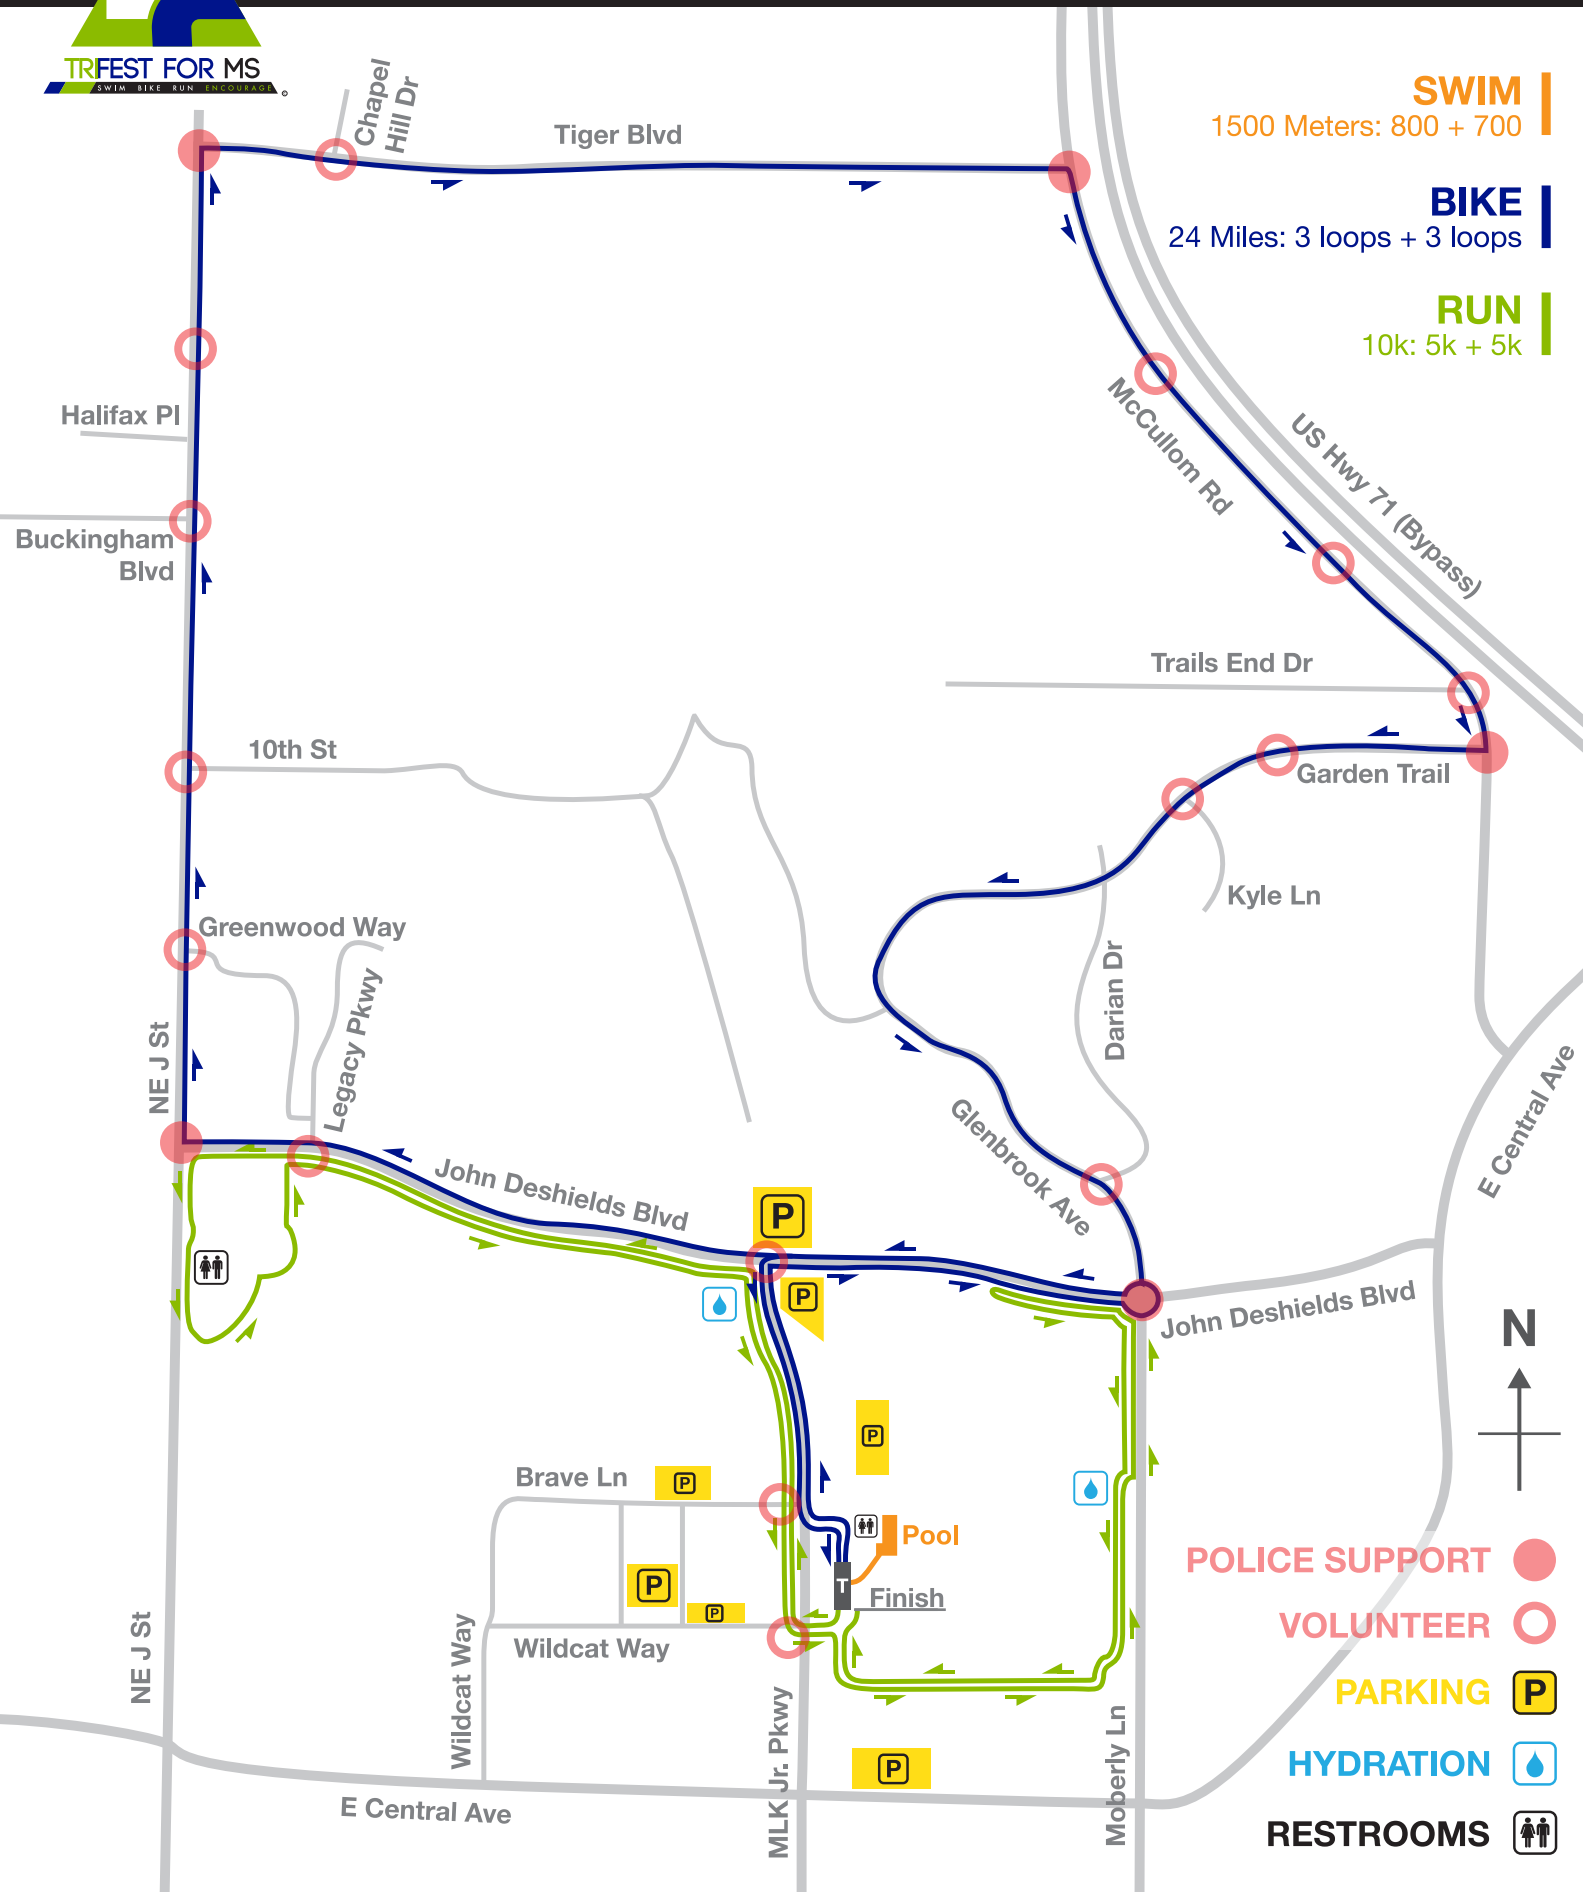 TRIFEST FOR MS
SWIM BIKE RUN ENCOURAGE
SWIM
1500 Meters: 800 + 700
BIKE
24 Miles: 3 loops + 3 loops
RUN
10k: 5k + 5k
Chapel
Hill Dr
Tiger Blvd
Halifax Pl
Buckingham
Blvd
McCullom Rd
US Hwy 71 (Bypass)
Trails End Dr
10th St
Garden Trail
Kyle Ln
Greenwood Way
Legacy Pkwy
Darian Dr
NE J St
Glenbrook Ave
E Central Ave
John Deshields Blvd
P
P
John Deshields Blvd
N
P
Brave Ln
P
Pool
T
Finish
P
P
Wildcat Way
Wildcat Way
NE J St
MLK Jr. Pkwy
Moberly Ln
P
E Central Ave
POLICE SUPPORT
VOLUNTEER
PARKING P
HYDRATION
RESTROOMS